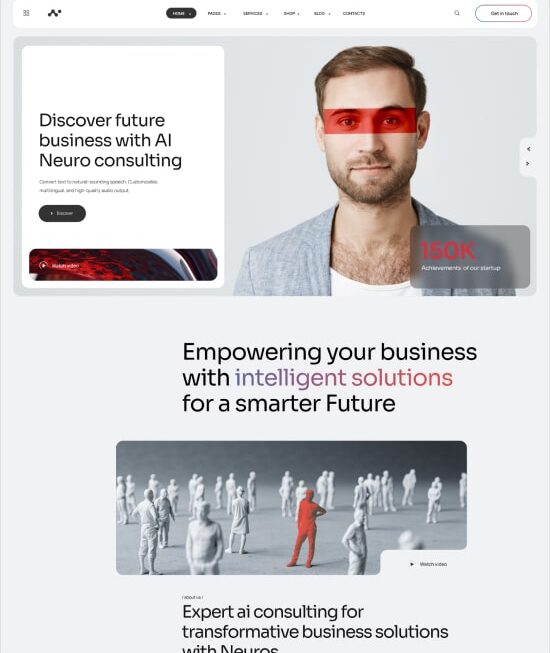 HOME PAGES SERVICES SHOP BLOG CONTACTS Get in touch
Discover future
business with AI
Neuro consulting
Convert text to natural-sounding speech. Customizable,
multilingual, and high-quality audio output.
Discover
Watch video
150K
Achievements of our startup
Empowering your business
with intelligent solutions
for a smarter Future
Watch video
/ about us /
Expert ai consulting for
transformative business solutions
with Neuros